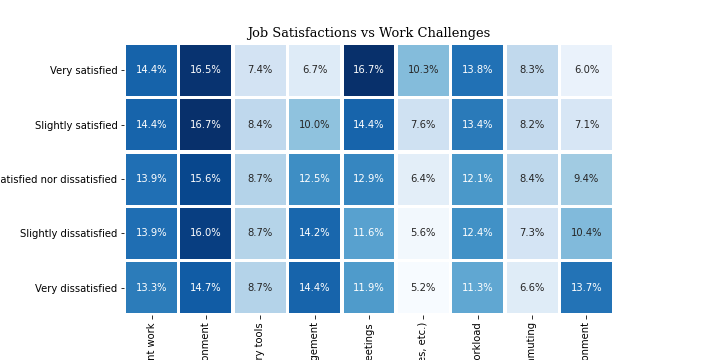 Job Satisfactions vs Work Challenges
Very satisfied 14.4% 16.5% 7.4% 6.7% 16.7% 10.3% 13.8% 8.3% 6.0%
Slightly satisfied 14.4% 16.7% 8.4% 10.0% 14.4% 7.6% 13.4% 8.2% 7.1%
atisfied nor dissatisfied 13.9% 15.6% 8.7% 12.5% 12.9% 6.4% 12.1% 8.4% 9.4%
Slightly dissatisfied 13.9% 16.0% 8.7% 14.2% 11.6% 5.6% 12.4% 7.3% 10.4%
Very dissatisfied 13.3% 14.7% 8.7% 14.4% 11.9% 5.2% 11.3% 6.6% 13.7%
nt work
onment
ry tools
gement
eetings
es, etc.)
orkload
muting
onment